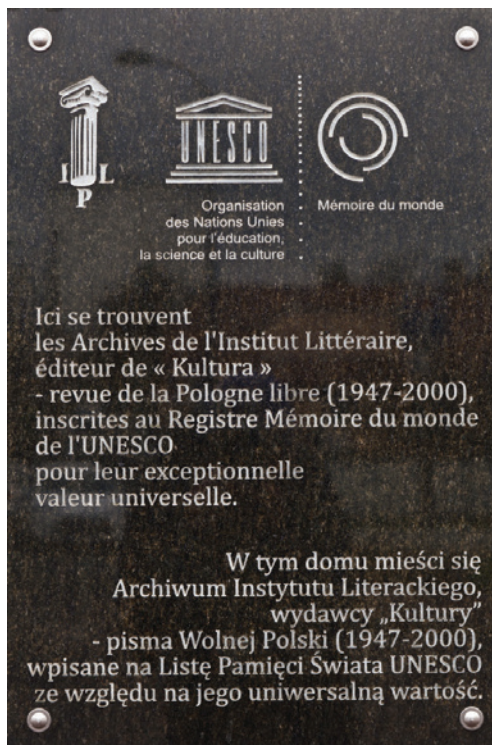 I L
P
UNESCO
Organisation
des Nations Unies
pour l'éducation,
la science et la culture
Mémoire du monde
Ici se trouvent
les Archives de l'Institut Littéraire,
éditeur de « Kultura »
- revue de la Pologne libre (1947-2000),
inscrites au Registre Mémoire du monde
de l'UNESCO
pour leur exceptionnelle
valeur universelle.
W tym domu mieści się
Archiwum Instytutu Literackiego,
wydawcy „Kultury”
- pisma Wolnej Polski (1947-2000),
wpisane na Listę Pamięci Świata UNESCO
ze względu na jego uniwersalną wartość.